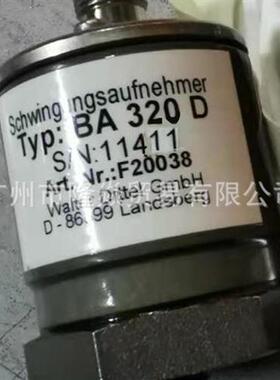 Schwingungsaufnehmer
Typ: BA 320 D
S/N:11411
Art. Nr.:F20038
Walter Dittel GmbH
D - 86899 Landsberg